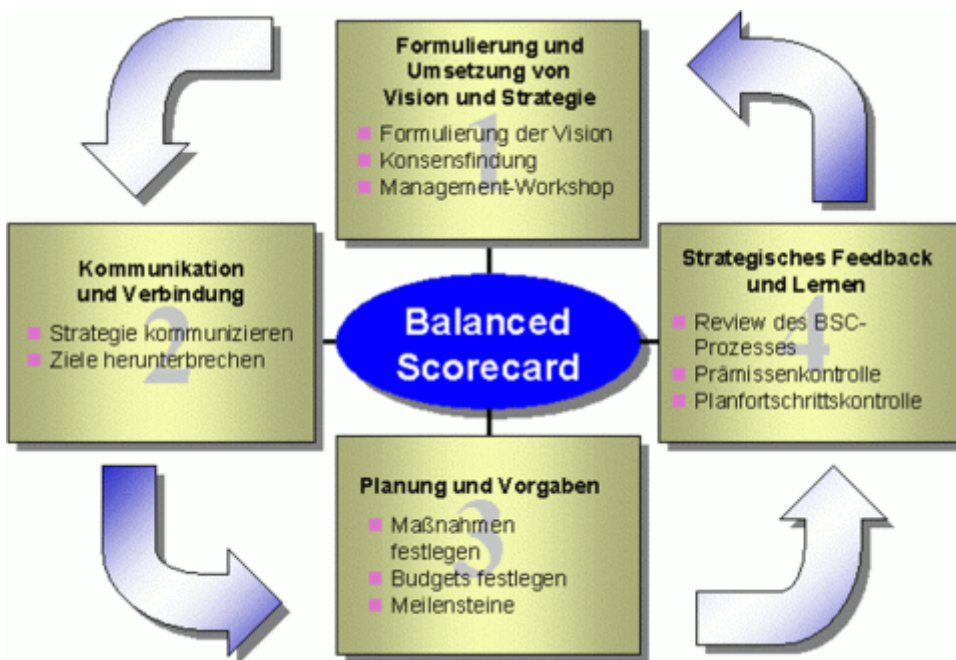 Formulierung und
Umsetzung von
Vision und Strategie
1
Formulierung der Vision
Konsensfindung
Management-Workshop
Kommunikation
und Verbindung
2
Strategie kommunizieren
Ziele herunterbrechen
Balanced
Scorecard
Strategisches Feedback
und Lernen
4
Review des BSC-
Prozesses
Prämissenkontrolle
Planfortschrittskontrolle
Planung und Vorgaben
3
Maßnahmen
festlegen
Budgets festlegen
Meilensteine